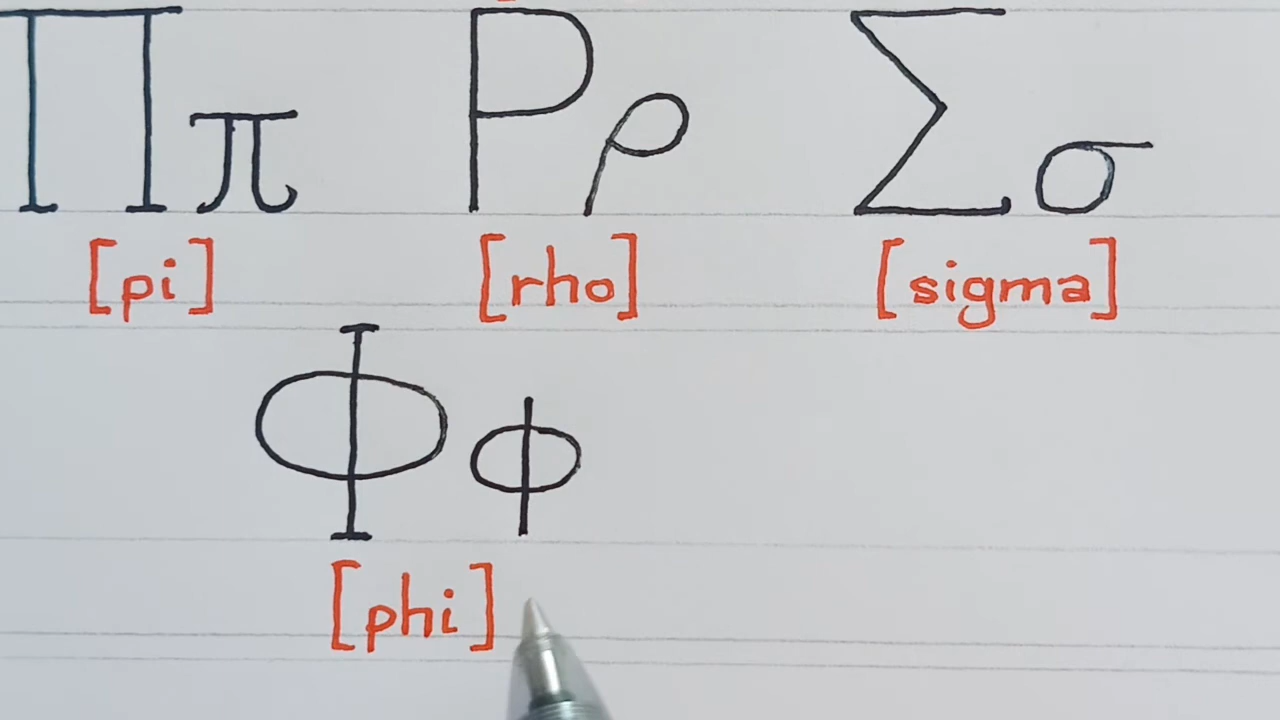 Π π Ρ ρ Σ σ
[pi] [rho] [sigma]
Φ φ
[phi]